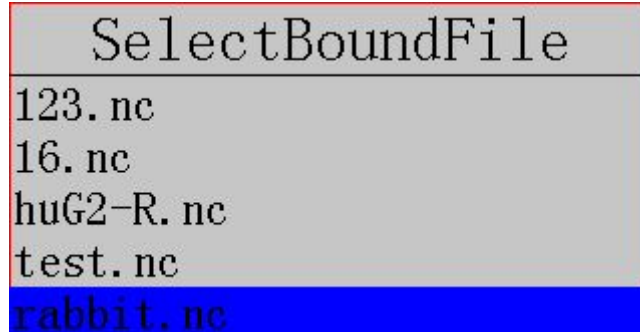 SelectBoundFile
123.nc
16.nc
huG2-R.nc
test.nc
rabbit.nc